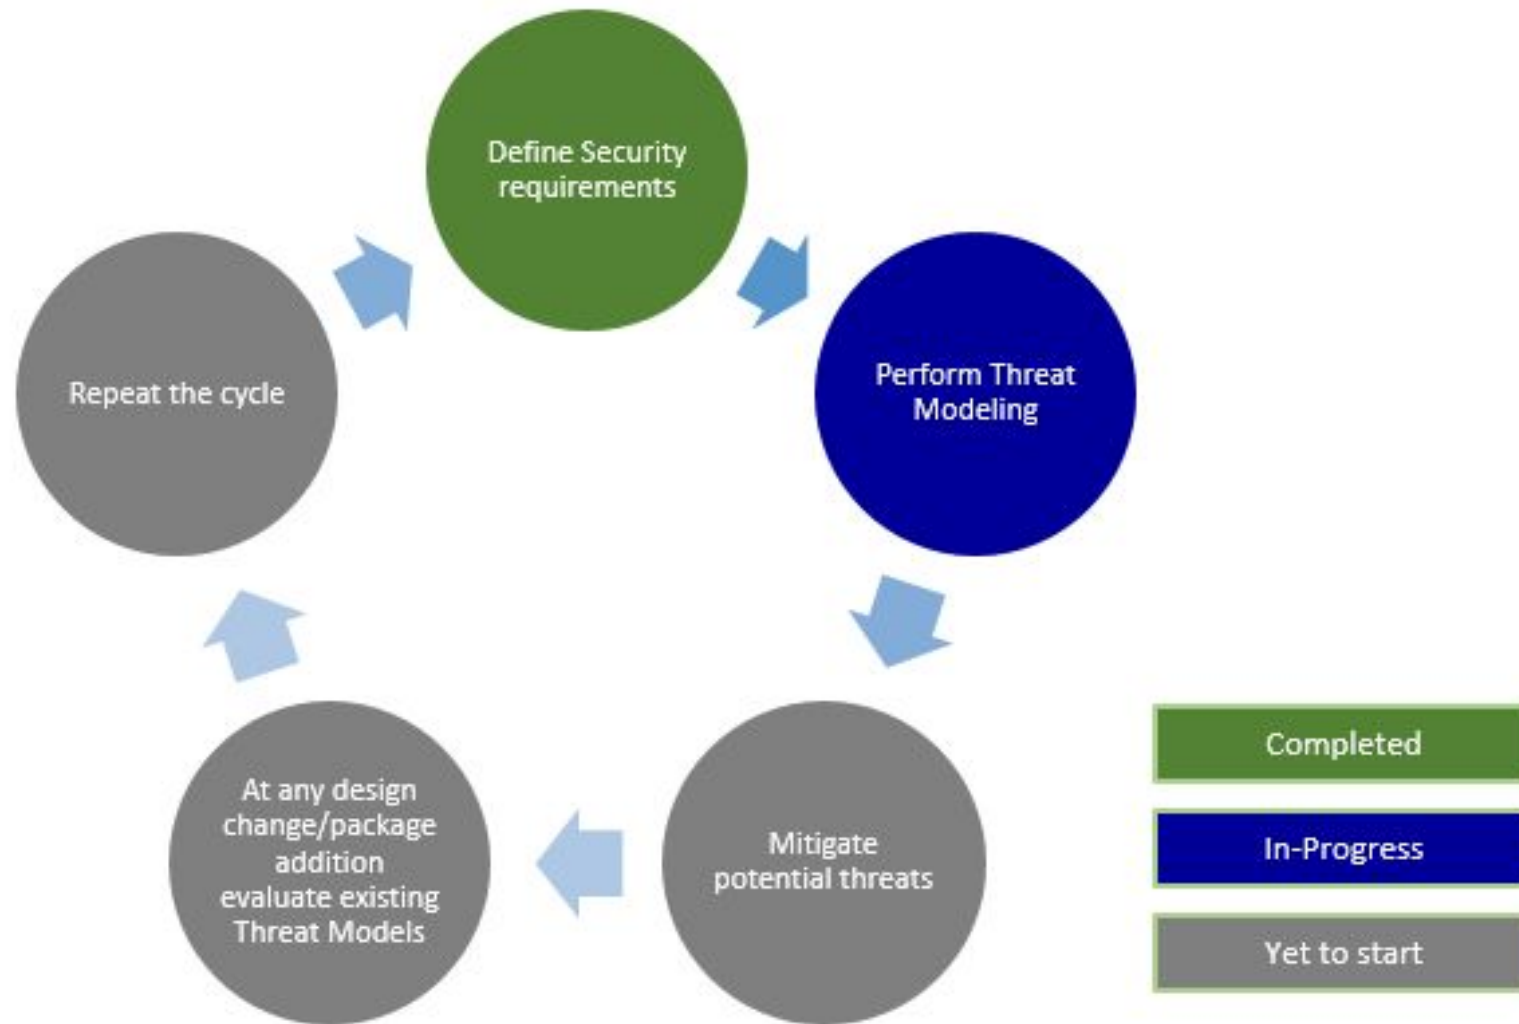 Define Security
requirements
Perform Threat
Modeling
Mitigate
potential threats
At any design
change/package
addition
evaluate existing
Threat Models
Repeat the cycle
Completed
In-Progress
Yet to start